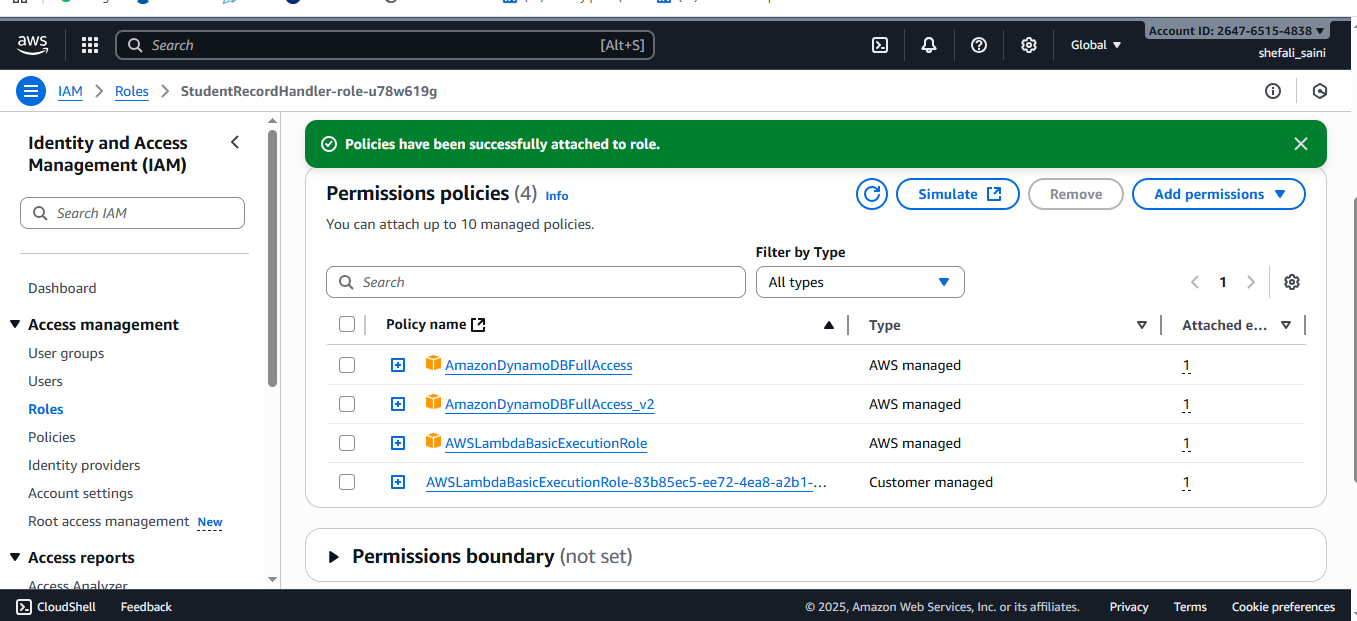 aws
Search
[Alt+S]
Global
Account ID: 2647-6515-4838
shefali_saini
IAM
Roles
StudentRecordHandler-role-u78w619g
Identity and Access
Management (IAM)
Search IAM
Dashboard
Access management
User groups
Users
Roles
Policies
Identity providers
Account settings
Root access management New
Access reports
Access Analyzer
Policies have been successfully attached to role.
Permissions policies (4) Info
Simulate
Remove
Add permissions
You can attach up to 10 managed policies.
Filter by Type
Search
All types
1
Policy name
Type
Attached e...
AmazonDynamoDBFullAccess
AWS managed
1
AmazonDynamoDBFullAccess_v2
AWS managed
1
AWSLambdaBasicExecutionRole
AWS managed
1
AWSLambdaBasicExecutionRole-83b85ec5-ee72-4ea8-a2b1-...
Customer managed
1
Permissions boundary (not set)
CloudShell
Feedback
© 2025, Amazon Web Services, Inc. or its affiliates.
Privacy
Terms
Cookie preferences